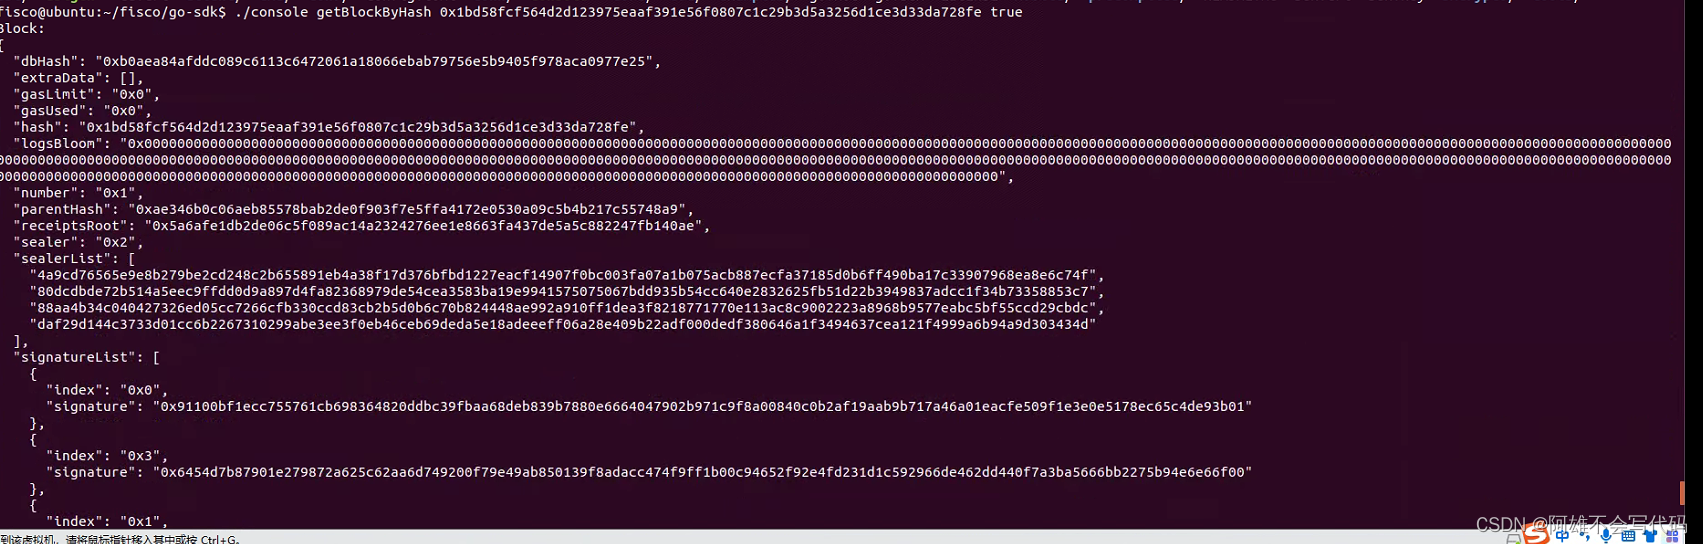 fisco@ubuntu:~/fisco/go-sdk$ ./console getBlockByHash 0x1bd58fcf564d2d123975eaaf391e56f0807c1c29b3d5a3256d1ce3d33da728fe true
Block:
{
"dbHash": "0xb0aea84afddc089c6113c6472061a18066ebab79756e5b9405f978aca0977e25",
"extraData": [],
"gasLimit": "0x0",
"gasUsed": "0x0",
"hash": "0x1bd58fcf564d2d123975eaaf391e56f0807c1c29b3d5a3256d1ce3d33da728fe",
"logsBloom":
"number": "0x1",
"parentHash": "0xae346b0c06aeb85578bab2de0f903f7e5ffa4172e0530a09c5b4b217c55748a9",
"receiptsRoot": "0x5a6afe1db2de06c5f089ac14a2324276ee1e8663fa437de5a5c882247fb140ae",
"sealer": "0x2",
"sealerList": [
"4a9cd76565e9e8b279be2cd248c2b655891eb4a38f17d376bfbd1227eacf14907f0bc003fa07a1b075acb887ecfa37185d0b6ff490ba17c33907968ea8e6c74f",
"80dcdbde72b514a5eec9ffdd0d9a897d4fa82368979de54cea3583ba19e9941575075067bdd935b54cc640e2832625fb51d22b3949837adcc1f34b73358853c7",
"88aa4b34c040427326ed05cc7266cfb330ccd83cb2b5d0b6c70b824448ae992a910ff1dea3f8218771770e113ac8c9002223a8968b9577eabc5bf55ccd29cbdc",
"daf29d144c3733d01cc6b2267310299abe3ee3f0eb46ceb69deda5e18adeeeff06a28e409b22adf000dedf380646a1f3494637cea121f4999a6b94a9d303434d"
],
"signatureList": [
{
"index": "0x0",
"signature": "0x91100bf1ecc755761cb698364820ddbc39fbaa68deb839b7880e6664047902b971c9f8a00840c0b2af19aab9b717a46a01eacfe509f1e3e0e5178ec65c4de93b01"
},
{
"index": "0x3",
"signature": "0x6454d7b87901e279872a625c62aa6d749200f79e49ab850139f8adacc474f9ff1b00c94652f92e4fd231d1c592966de462dd440f7a3ba5666bb2275b94e6e66f00"
},
{
"index": "0x1",
到该虚拟机，请将鼠标指针移入其中或按 Ctrl+G。
CSDN @阿雄不会写代码
中